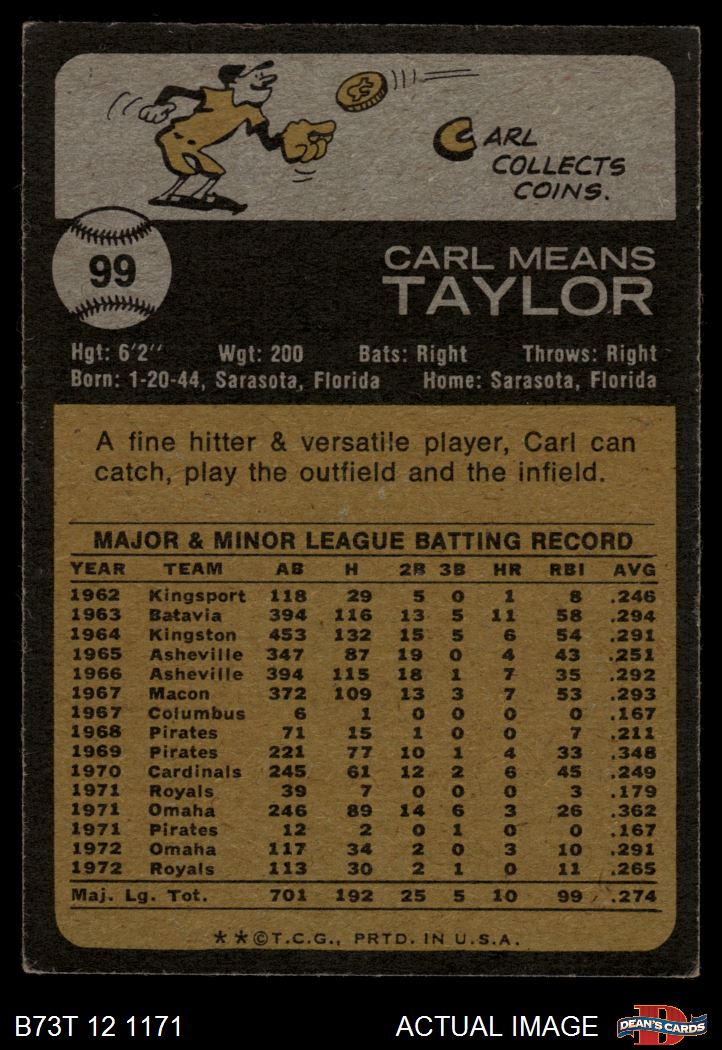 CARL
COLLECTS
COINS.
99
CARL MEANS
TAYLOR
Hgt: 6'2'' Wgt: 200 Bats: Right Throws: Right
Born: 1-20-44, Sarasota, Florida Home: Sarasota, Florida
A fine hitter & versatile player, Carl can
catch, play the outfield and the infield.
MAJOR & MINOR LEAGUE BATTING RECORD
YEAR TEAM AB H 2B 3B HR RBI AVG
1962 Kingsport 118 29 5 0 1 8 .246
1963 Batavia 394 116 13 5 11 58 .294
1964 Kingston 453 132 15 5 6 54 .291
1965 Asheville 347 87 19 0 4 43 .251
1966 Asheville 394 115 18 1 7 35 .292
1967 Macon 372 109 13 3 7 53 .293
1967 Columbus 6 1 0 0 0 0 .167
1968 Pirates 71 15 1 0 0 7 .211
1969 Pirates 221 77 10 1 4 33 .348
1970 Cardinals 245 61 12 2 6 45 .249
1971 Royals 39 7 0 0 0 3 .179
1971 Omaha 246 89 14 6 3 26 .362
1971 Pirates 12 2 0 1 0 0 .167
1972 Omaha 117 34 2 0 3 10 .291
1972 Royals 113 30 2 1 0 11 .265
Maj. Lg. Tot. 701 192 25 5 10 99 .274
**©T.C.G., PRTD. IN U.S.A.
B73T 12 1171 ACTUAL IMAGE D DEAN'S CARDS